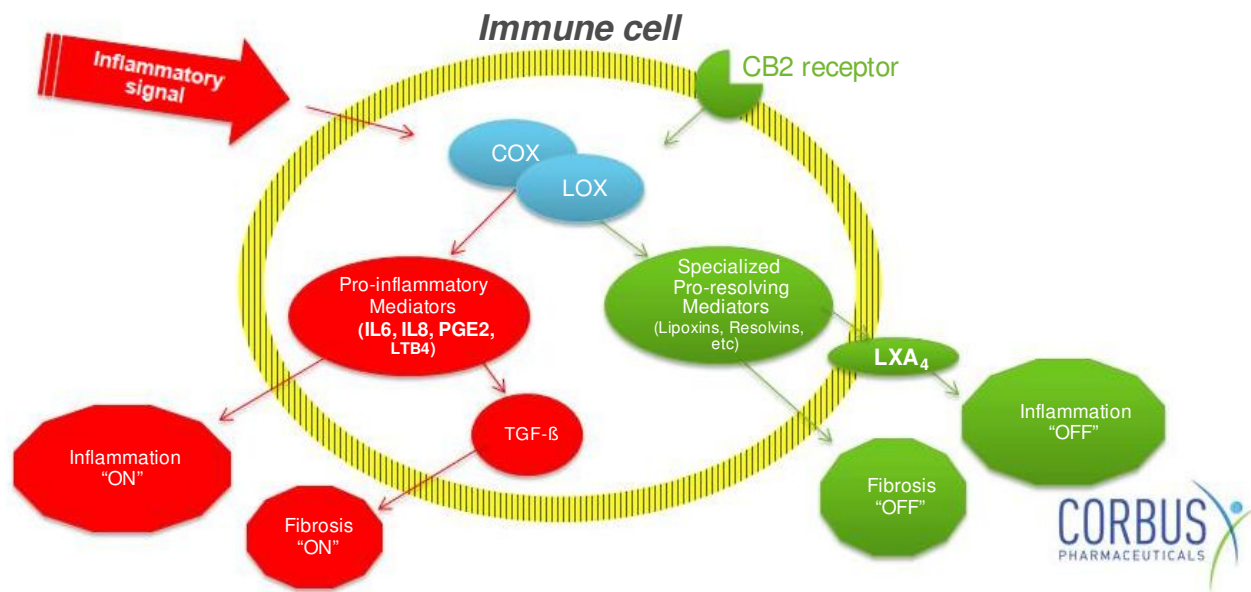 Immune cell
Inflammatory
signal
CB2 receptor
COX
LOX
Pro-inflammatory
Mediators
(IL6, IL8, PGE2,
LTB4)
Specialized
Pro-resolving
Mediators
(Lipoxins, Resolvins,
etc)
LXA₄
TGF-ß
Inflammation
“ON”
Fibrosis
“ON”
Inflammation
“OFF”
Fibrosis
“OFF”
CORBUS
PHARMACEUTICALS